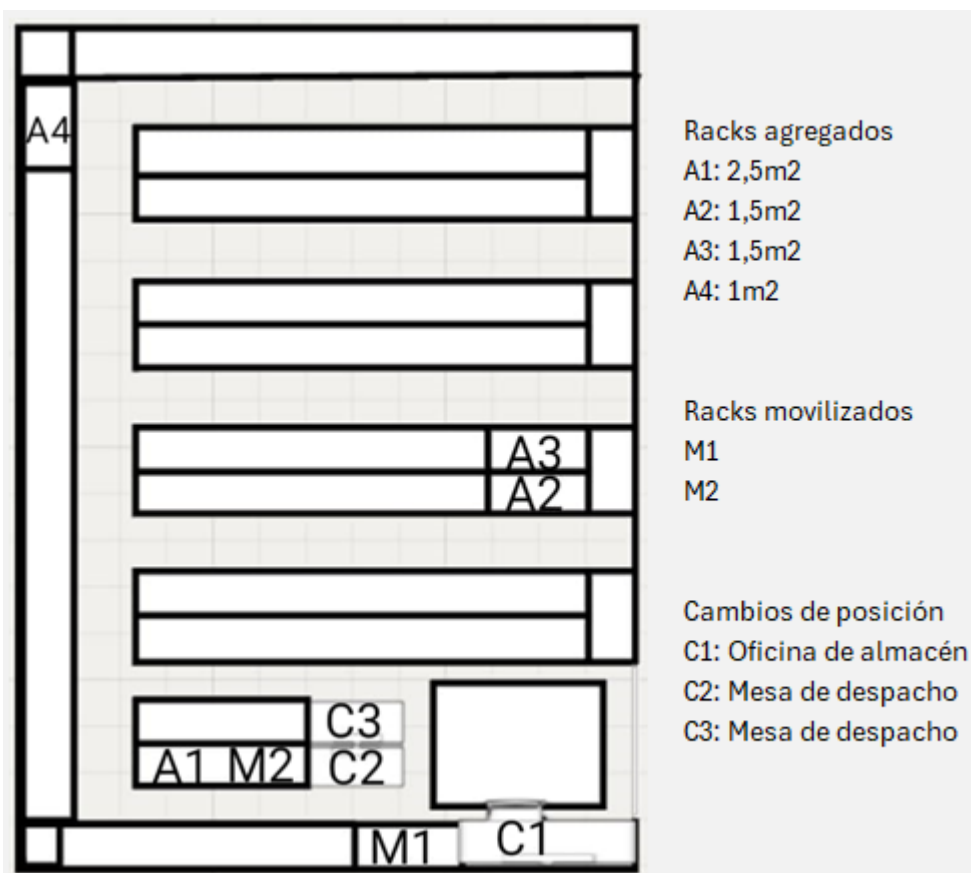 A4
A3
A2
C3
A1 M2 C2
M1 C1
Racks agregados
A1: 2,5m2
A2: 1,5m2
A3: 1,5m2
A4: 1m2
Racks movilizados
M1
M2
Cambios de posición
C1: Oficina de almacén
C2: Mesa de despacho
C3: Mesa de despacho